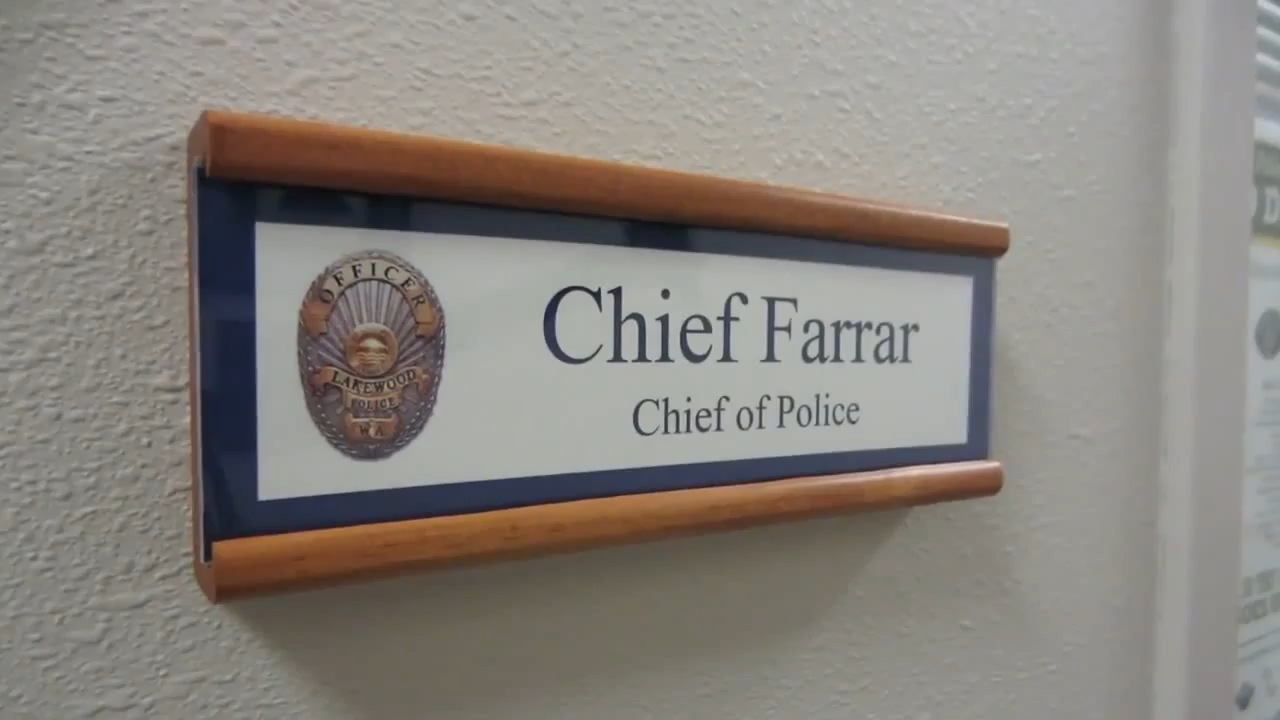 OFFICER
LAKEWOOD
POLICE
WA
Chief Farrar
Chief of Police